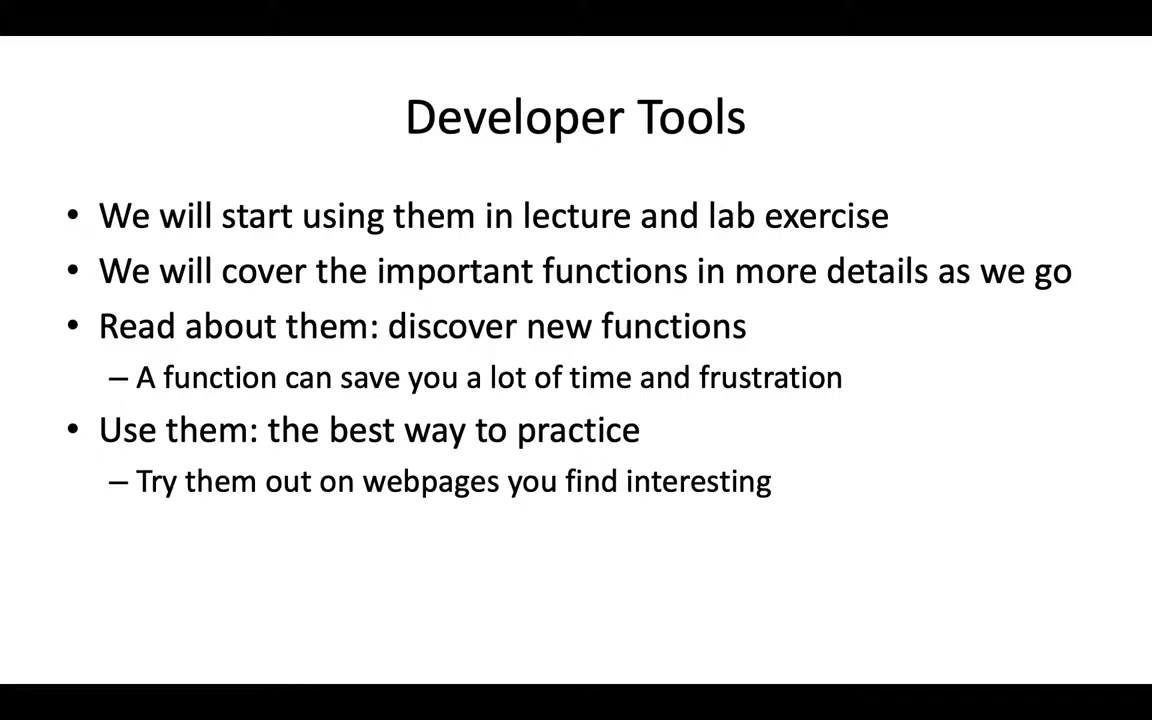 Developer Tools
• We will start using them in lecture and lab exercise
• We will cover the important functions in more details as we go
• Read about them: discover new functions
– A function can save you a lot of time and frustration
• Use them: the best way to practice
– Try them out on webpages you find interesting